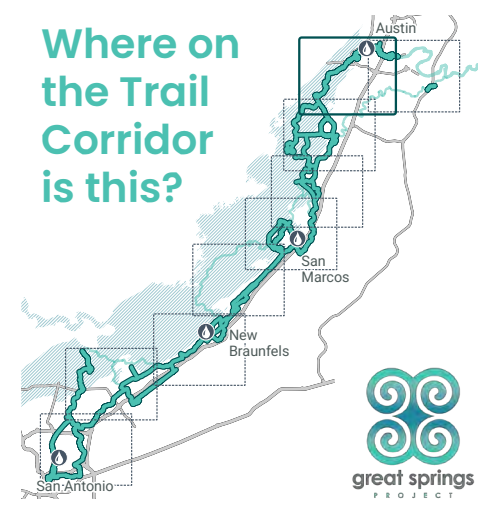 Where on
the Trail
Corridor
is this?
Austin
San
Marcos
New
Braunfels
San Antonio
great springs
PROJECT